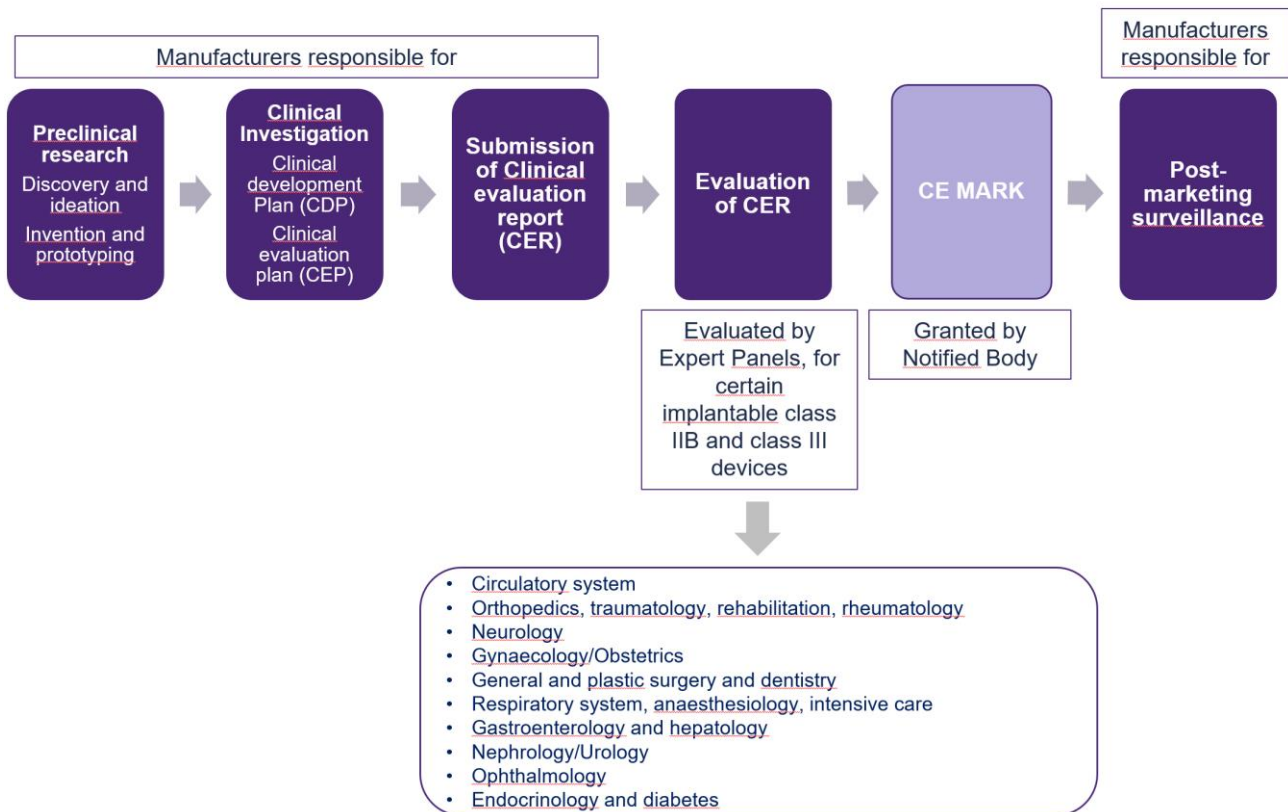 Manufacturers responsible for
Manufacturers
responsible for
Preclinical
research
Discovery and
ideation
Invention and
prototyping
Clinical
Investigation
Clinical
development
Plan (CDP)
Clinical
evaluation
plan (CEP)
Submission
of Clinical
evaluation
report
(CER)
Evaluation
of CER
CE MARK
Post-
marketing
surveillance
Evaluated by
Expert Panels, for
certain
implantable class
IIB and class III
devices
Granted by
Notified Body
• Circulatory system
• Orthopedics, traumatology, rehabilitation, rheumatology
• Neurology
• Gynaecology/Obstetrics
• General and plastic surgery and dentistry
• Respiratory system, anaesthesiology, intensive care
• Gastroenterology and hepatology
• Nephrology/Urology
• Ophthalmology
• Endocrinology and diabetes